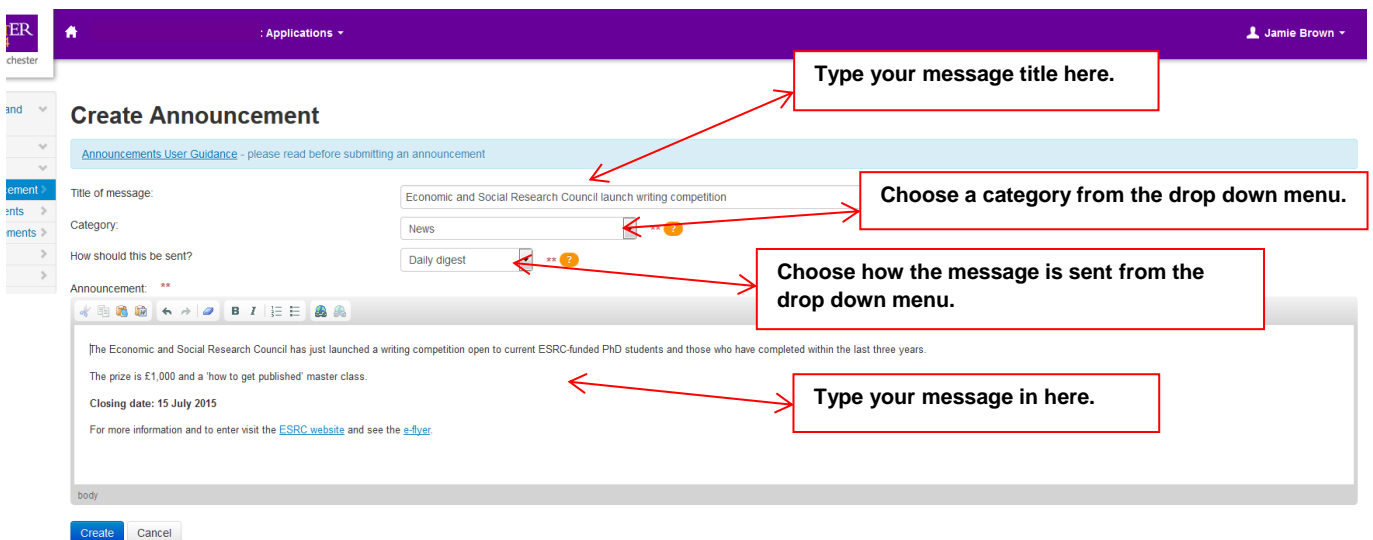 ER
: Applications
Jamie Brown
chester
Type your message title here.
and
Create Announcement
Announcements User Guidance - please read before submitting an announcement
ement
Title of message:
Economic and Social Research Council launch writing competition
Choose a category from the drop down menu.
ents
Category:
News
** ?
ements
How should this be sent?
Daily digest
** ?
Choose how the message is sent from the
drop down menu.
Announcement: **
B I
The Economic and Social Research Council has just launched a writing competition open to current ESRC-funded PhD students and those who have completed within the last three years.
The prize is £1,000 and a 'how to get published' master class.
Type your message in here.
Closing date: 15 July 2015
For more information and to enter visit the ESRC website and see the e-flyer.
body
Create Cancel